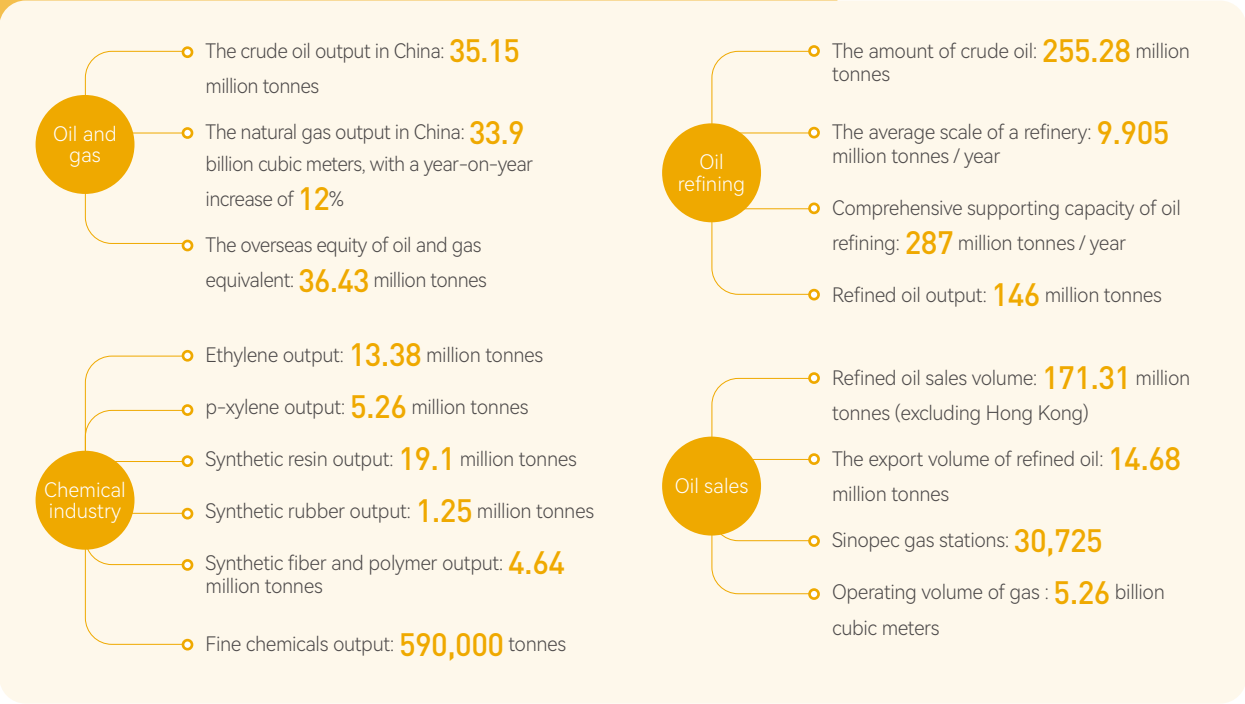 Oil and
gas
The crude oil output in China: 35.15
million tonnes
The natural gas output in China: 33.9
billion cubic meters, with a year-on-year
increase of 12%
The overseas equity of oil and gas
equivalent: 36.43 million tonnes
Chemical
industry
Ethylene output: 13.38 million tonnes
p-xylene output: 5.26 million tonnes
Synthetic resin output: 19.1 million tonnes
Synthetic rubber output: 1.25 million tonnes
Synthetic fiber and polymer output: 4.64
million tonnes
Fine chemicals output: 590,000 tonnes
Oil
refining
The amount of crude oil: 255.28 million
tonnes
The average scale of a refinery: 9.905
million tonnes / year
Comprehensive supporting capacity of oil
refining: 287 million tonnes / year
Refined oil output: 146 million tonnes
Oil sales
Refined oil sales volume: 171.31 million
tonnes (excluding Hong Kong)
The export volume of refined oil: 14.68
million tonnes
Sinopec gas stations: 30,725
Operating volume of gas : 5.26 billion
cubic meters